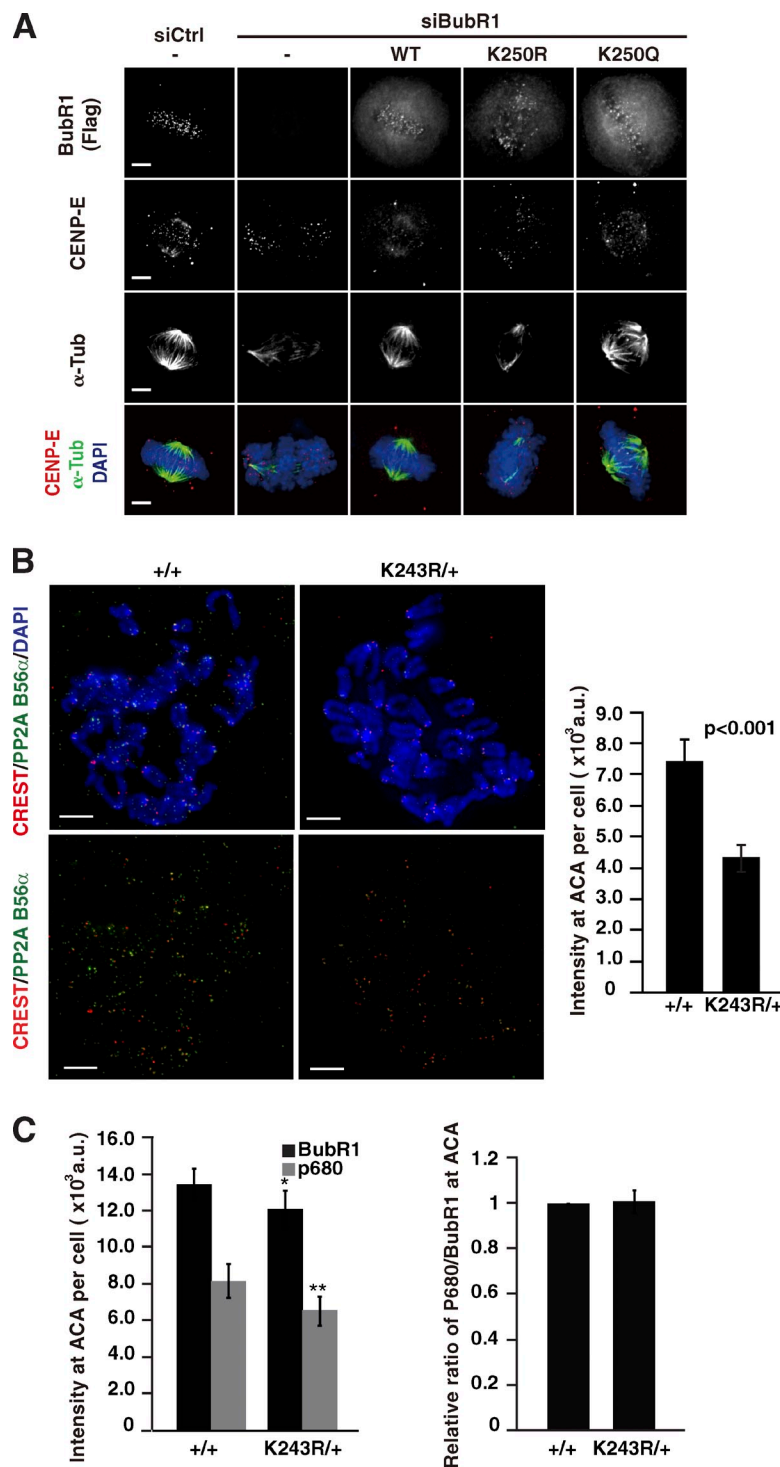 A
siCtrl
siBubR1
-
-
WT
K250R
K250Q
BubR1
(Flag)
CENP-E
α-Tub
CENP-E
α-Tub
DAPI
B
+/+
K243R/+
CREST/PP2A B56α/DAPI
CREST/PP2A B56α
Intensity at ACA per cell ( x10³a.u.)
9.0
8.0
7.0
6.0
5.0
4.0
3.0
2.0
1.0
0
p<0.001
+/+
K243R/+
C
Intensity at ACA per cell ( x10³a.u.)
16.0
14.0
12.0
10.0
8.0
6.0
4.0
2.0
0
BubR1
p680
*
**
+/+
K243R/+
Relative ratio of P680/BubR1 at ACA
1.2
1
0.8
0.6
0.4
0.2
0
+/+
K243R/+